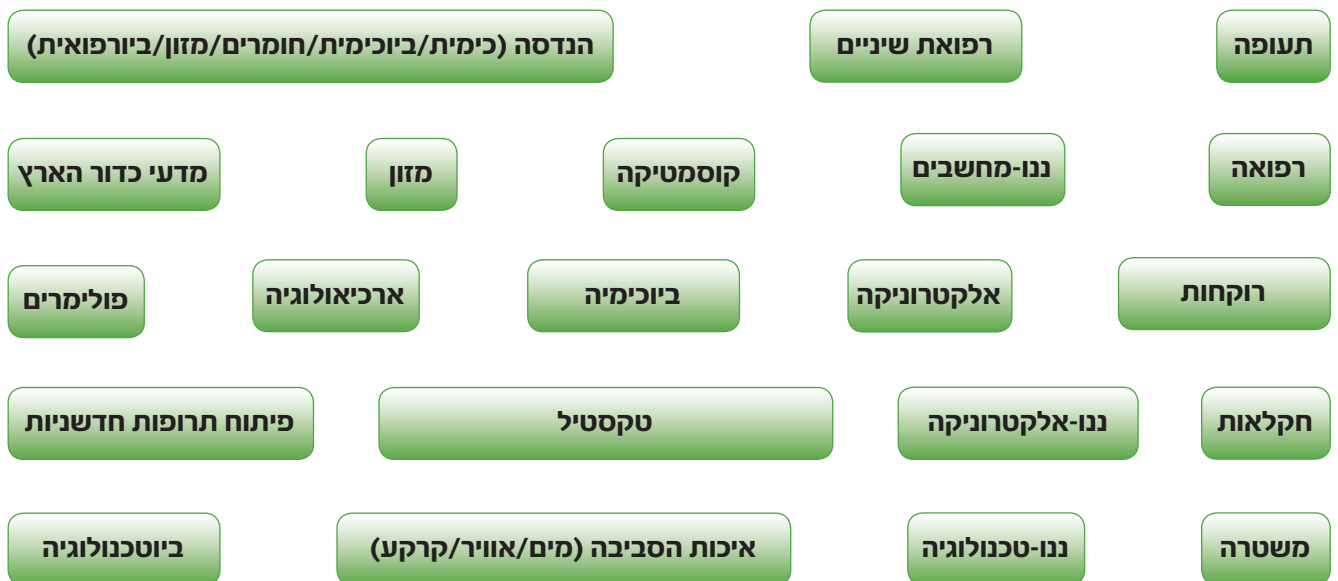 תעופה
רפואת שיניים
הנדסה (כימית/ביוכימית/חומרים/מזון/ביורפואית)
רפואה
ננו-מחשבים
קוסמטיקה
מזון
מדעי כדור הארץ
רוקחות
אלקטרוניקה
ביוכימיה
ארכיאולוגיה
פולימרים
חקלאות
ננו-אלקטרוניקה
טקסטיל
פיתוח תרופות חדשניות
משטרה
ננו-טכנולוגיה
איכות הסביבה (מים/אוויר/קרקע)
ביוטכנולוגיה